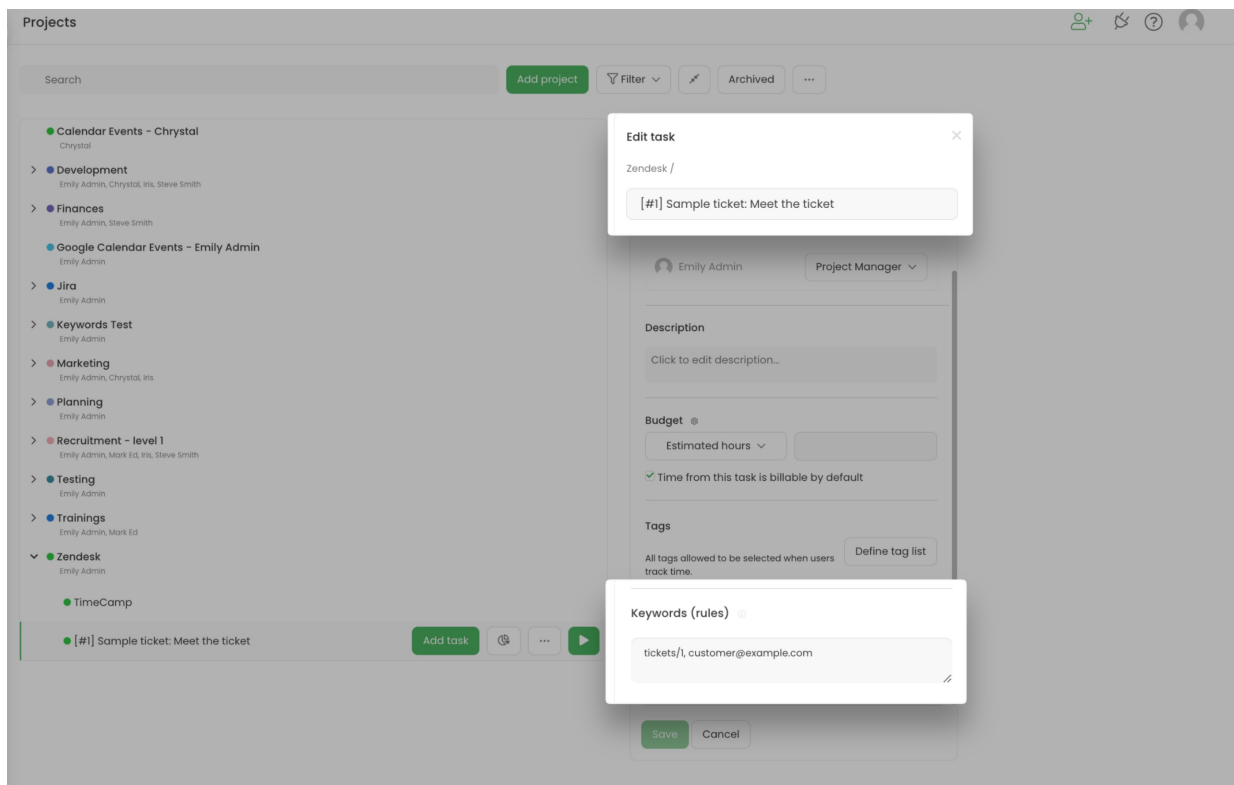 Projects
Search
Add project
Filter
Archived
...
Calendar Events - Chrystal
Chrystal
Development
Emily Admin, Chrystal, Iris, Steve Smith
Finances
Emily Admin, Steve Smith
Google Calendar Events - Emily Admin
Emily Admin
Jira
Emily Admin
Keywords Test
Emily Admin
Marketing
Emily Admin, Chrystal, Iris
Planning
Emily Admin
Recruitment - level 1
Emily Admin, Mark Ed, Iris, Steve Smith
Testing
Emily Admin
Trainings
Emily Admin, Mark Ed
Zendesk
Emily Admin
TimeCamp
[#1] Sample ticket: Meet the ticket
Add task
...
Edit task
Zendesk /
[#1] Sample ticket: Meet the ticket
Emily Admin
Project Manager
Description
Click to edit description...
Budget
Estimated hours
Time from this task is billable by default
Tags
All tags allowed to be selected when users
track time.
Define tag list
Keywords (rules)
tickets/1, customer@example.com
Save
Cancel